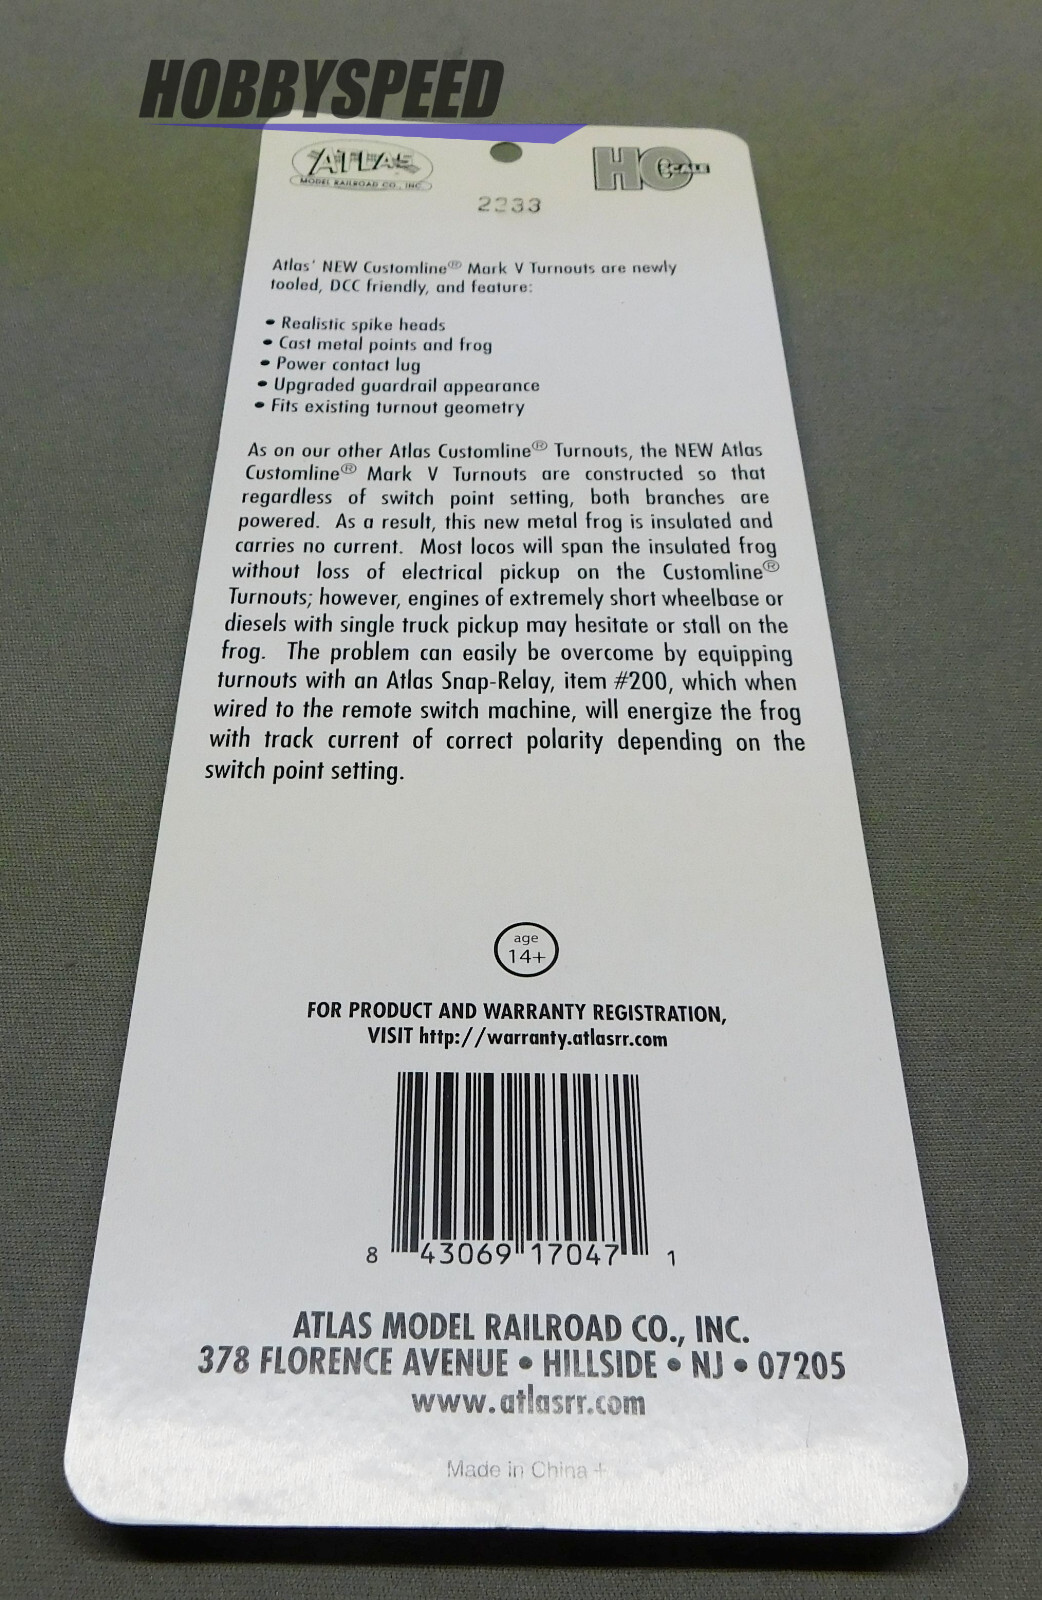 HOBBYSPEED
ATLAS
MODEL RAILROAD CO., INC.
HO SCALE
2233
Atlas' NEW Customline® Mark V Turnouts are newly
tooled, DCC friendly, and feature:
• Realistic spike heads
• Cast metal points and frog
• Power contact lug
• Upgraded guardrail appearance
• Fits existing turnout geometry
As on our other Atlas Customline® Turnouts, the NEW Atlas
Customline® Mark V Turnouts are constructed so that
regardless of switch point setting, both branches are
powered. As a result, this new metal frog is insulated and
carries no current. Most locos will span the insulated frog
without loss of electrical pickup on the Customline®
Turnouts; however, engines of extremely short wheelbase or
diesels with single truck pickup may hesitate or stall on the
frog. The problem can easily be overcome by equipping
turnouts with an Atlas Snap-Relay, item #200, which when
wired to the remote switch machine, will energize the frog
with track current of correct polarity depending on the
switch point setting.
age
14+
FOR PRODUCT AND WARRANTY REGISTRATION,
VISIT http://warranty.atlasrr.com
8 43069 17047 1
ATLAS MODEL RAILROAD CO., INC.
378 FLORENCE AVENUE • HILLSIDE • NJ • 07205
www.atlasrr.com
Made in China +